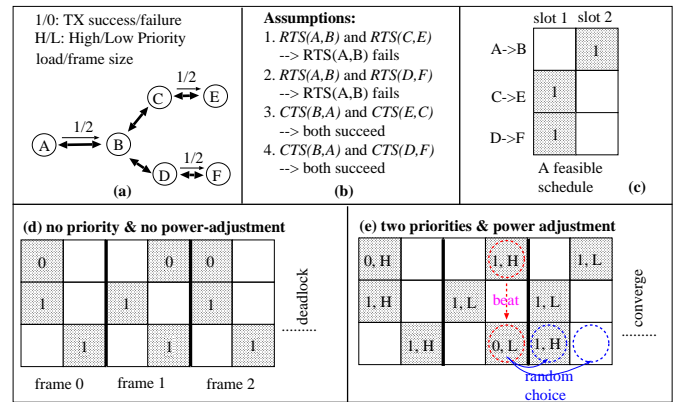 1/0: TX success/failure
H/L: High/Low Priority
load/frame size
1/2
C
E
1/2
A
B
1/2
D
F
(a)
Assumptions:
1. RTS(A,B) and RTS(C,E)
--> RTS(A,B) fails
2. RTS(A,B) and RTS(D,F)
--> RTS(A,B) fails
3. CTS(B,A) and CTS(E,C)
--> both succeed
4. CTS(B,A) and CTS(D,F)
--> both succeed
(b)
slot 1 slot 2
A->B 1
C->E 1
D->F 1
A feasible
schedule
(c)
(d) no priority & no power-adjustment
0 0 0
1 1 1
1 1 1
deadlock
frame 0 frame 1 frame 2
(e) two priorities & power adjustment
0, H 1, H 1, L
1, H 1, L beat 1, L
1, H 0, L 1, H
converge
random
choice